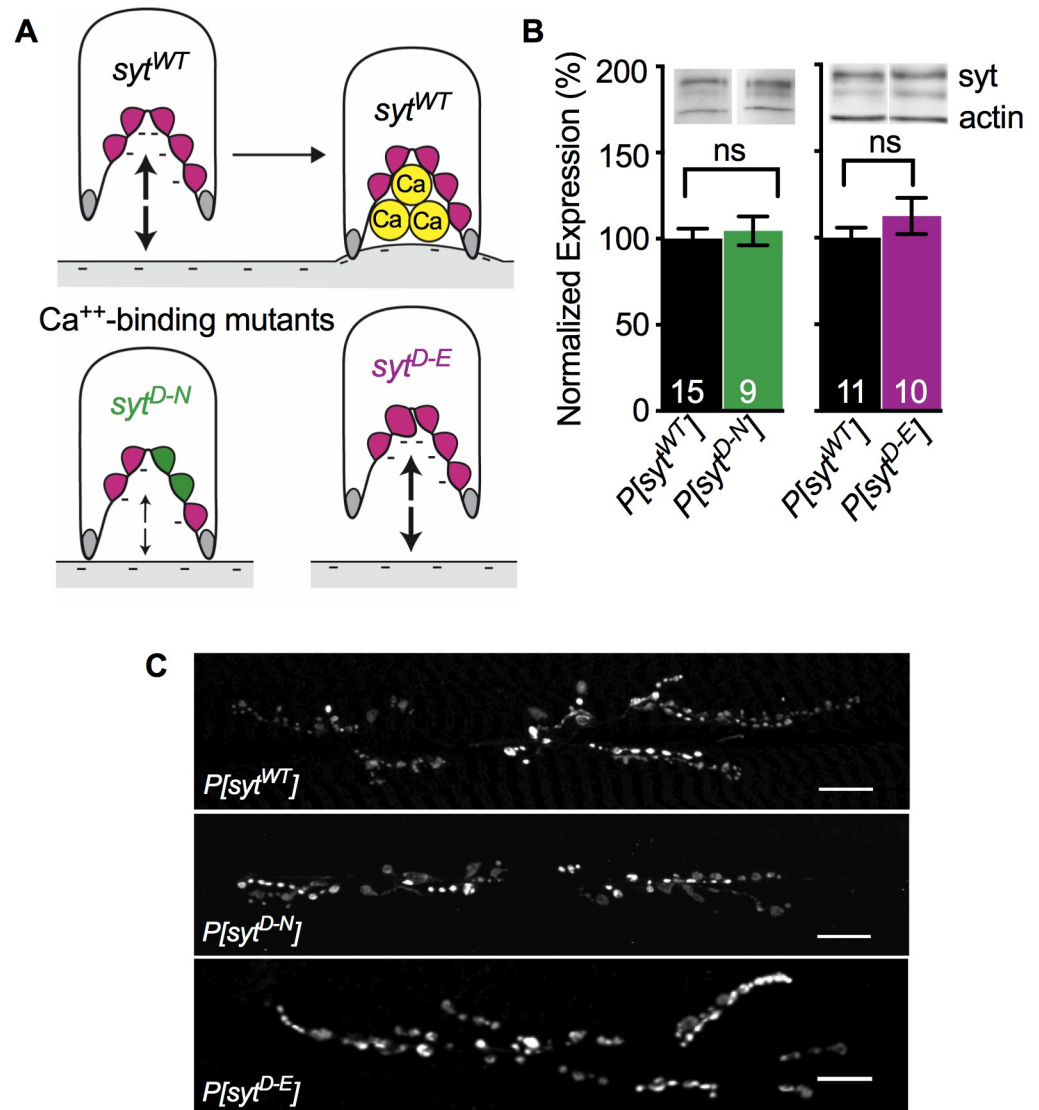 A
syt^WT
syt^WT
Ca
Ca Ca
Ca++-binding mutants
syt^D-N
syt^D-E
B
Normalized Expression (%)
200
150
100
50
0
ns
ns
syt
actin
15
9
11
10
P[syt^WT]
P[syt^D-N]
P[syt^WT]
P[syt^D-E]
C
P[syt^WT]
P[syt^D-N]
P[syt^D-E]